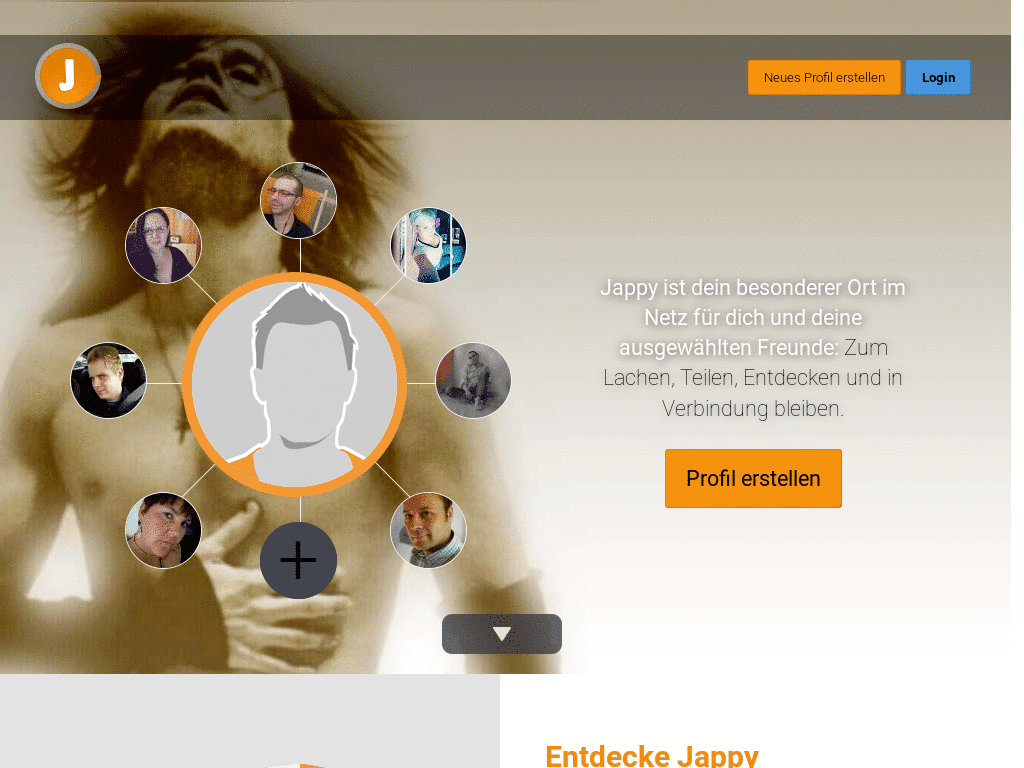 J
Neues Profil erstellen
Login
Jappy ist dein besonderer Ort im
Netz für dich und deine
ausgewählten Freunde: Zum
Lachen, Teilen, Entdecken und in
Verbindung bleiben.
Profil erstellen
Entdecke Jappy